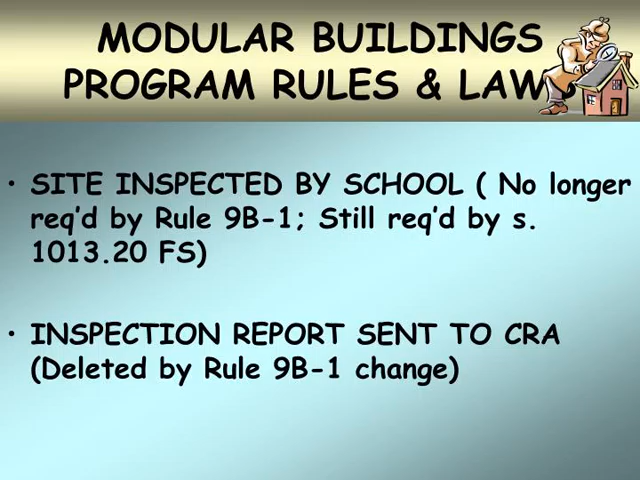 MODULAR BUILDINGS
PROGRAM RULES & LAWS
• SITE INSPECTED BY SCHOOL ( No longer
req’d by Rule 9B-1; Still req’d by s.
1013.20 FS)
• INSPECTION REPORT SENT TO CRA
(Deleted by Rule 9B-1 change)